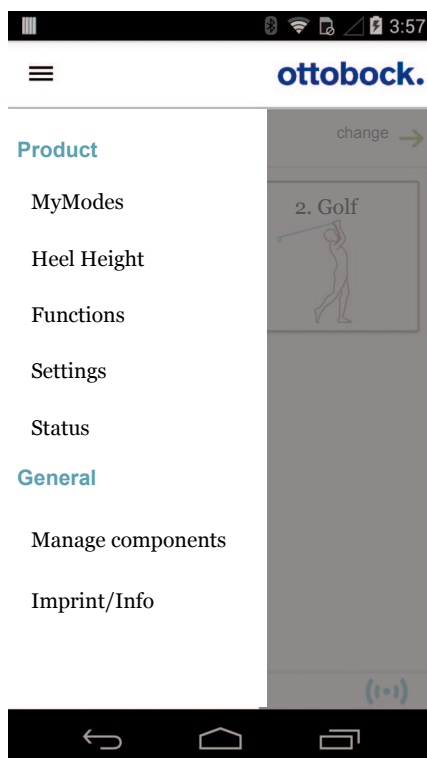 3:57
ottobock.
change
Product
MyModes
2. Golf
Heel Height
Functions
Settings
Status
General
Manage components
Imprint/Info